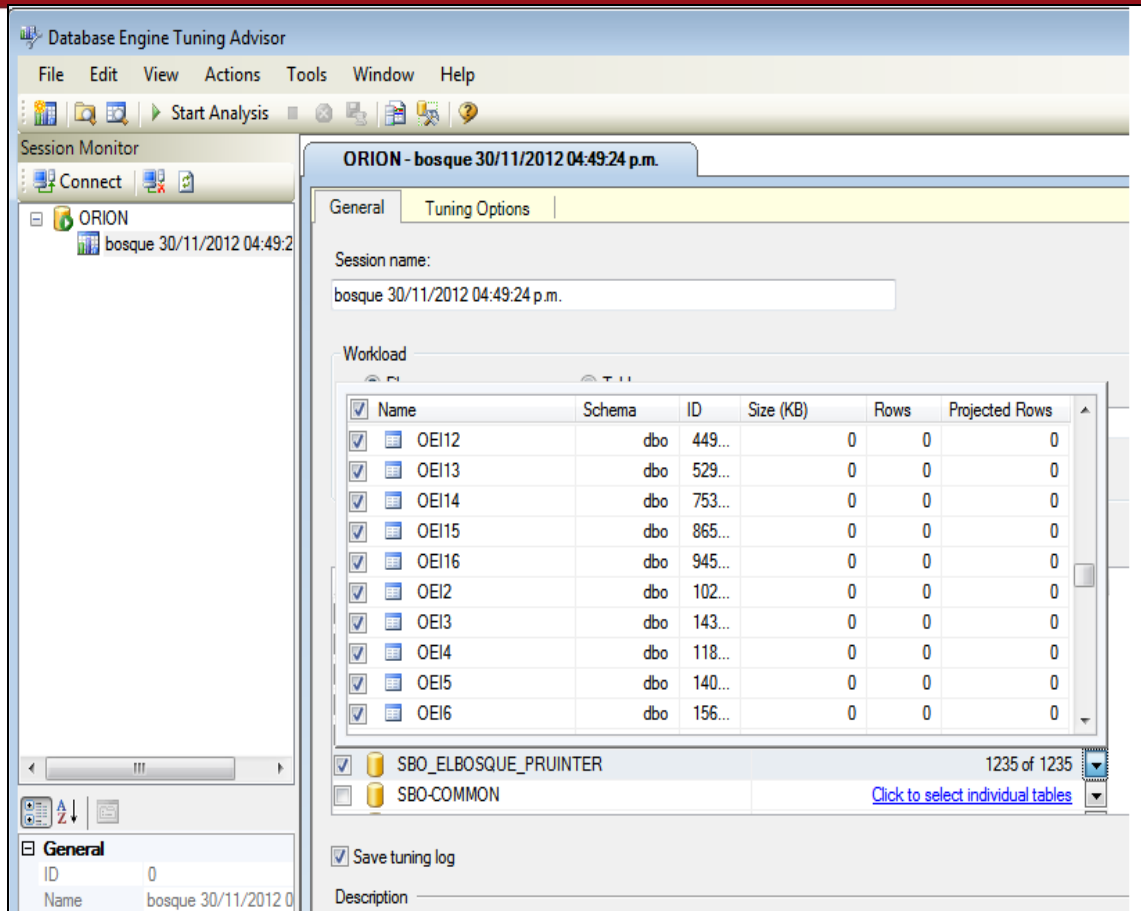 Database Engine Tuning Advisor
File Edit View Actions Tools Window Help
Start Analysis
Session Monitor
Connect
ORION
bosque 30/11/2012 04:49:2
ORION - bosque 30/11/2012 04:49:24 p.m.
General Tuning Options
Session name:
bosque 30/11/2012 04:49:24 p.m.
Workload
Name Schema ID Size (KB) Rows Projected Rows
OEI12 dbo 449... 0 0 0
OEI13 dbo 529... 0 0 0
OEI14 dbo 753... 0 0 0
OEI15 dbo 865... 0 0 0
OEI16 dbo 945... 0 0 0
OEI2 dbo 102... 0 0 0
OEI3 dbo 143... 0 0 0
OEI4 dbo 118... 0 0 0
OEI5 dbo 140... 0 0 0
OEI6 dbo 156... 0 0 0
SBO_ELBOSQUE_PRUINTER 1235 of 1235
SBO-COMMON Click to select individual tables
Save tuning log
Description
General
ID 0
Name bosque 30/11/2012 0